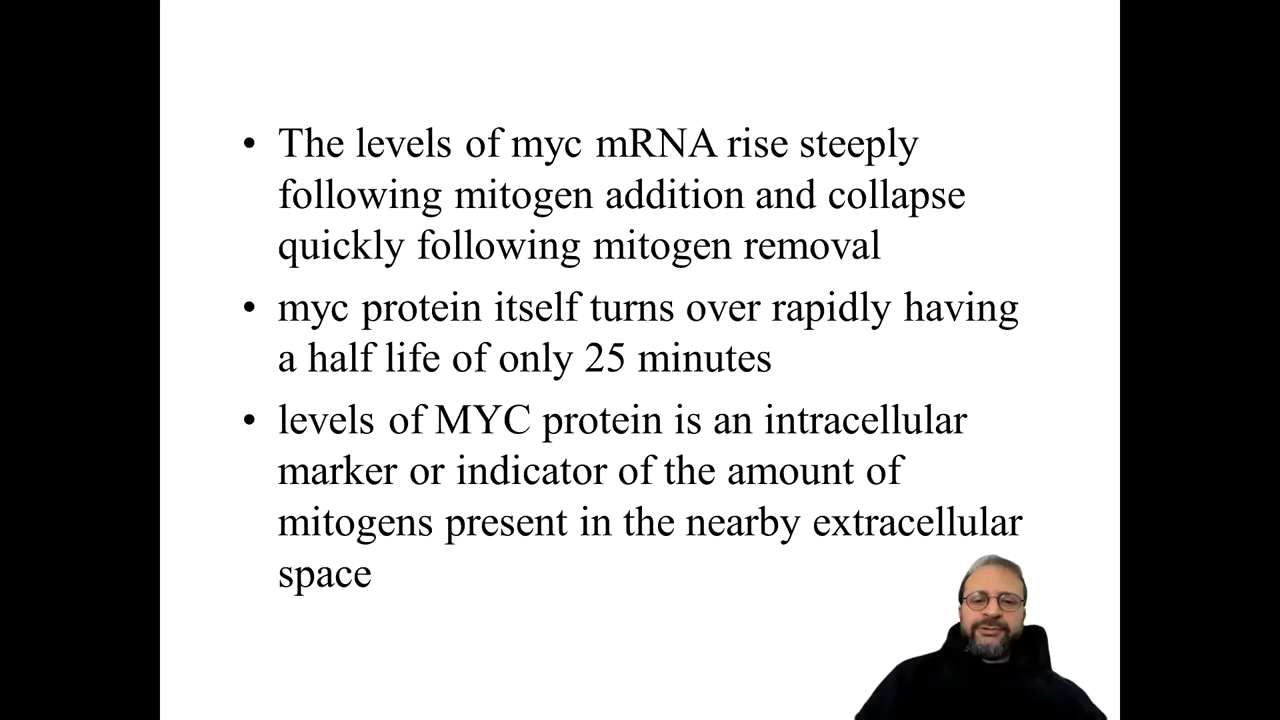 • The levels of myc mRNA rise steeply
following mitogen addition and collapse
quickly following mitogen removal
• myc protein itself turns over rapidly having
a half life of only 25 minutes
• levels of MYC protein is an intracellular
marker or indicator of the amount of
mitogens present in the nearby extracellular
space